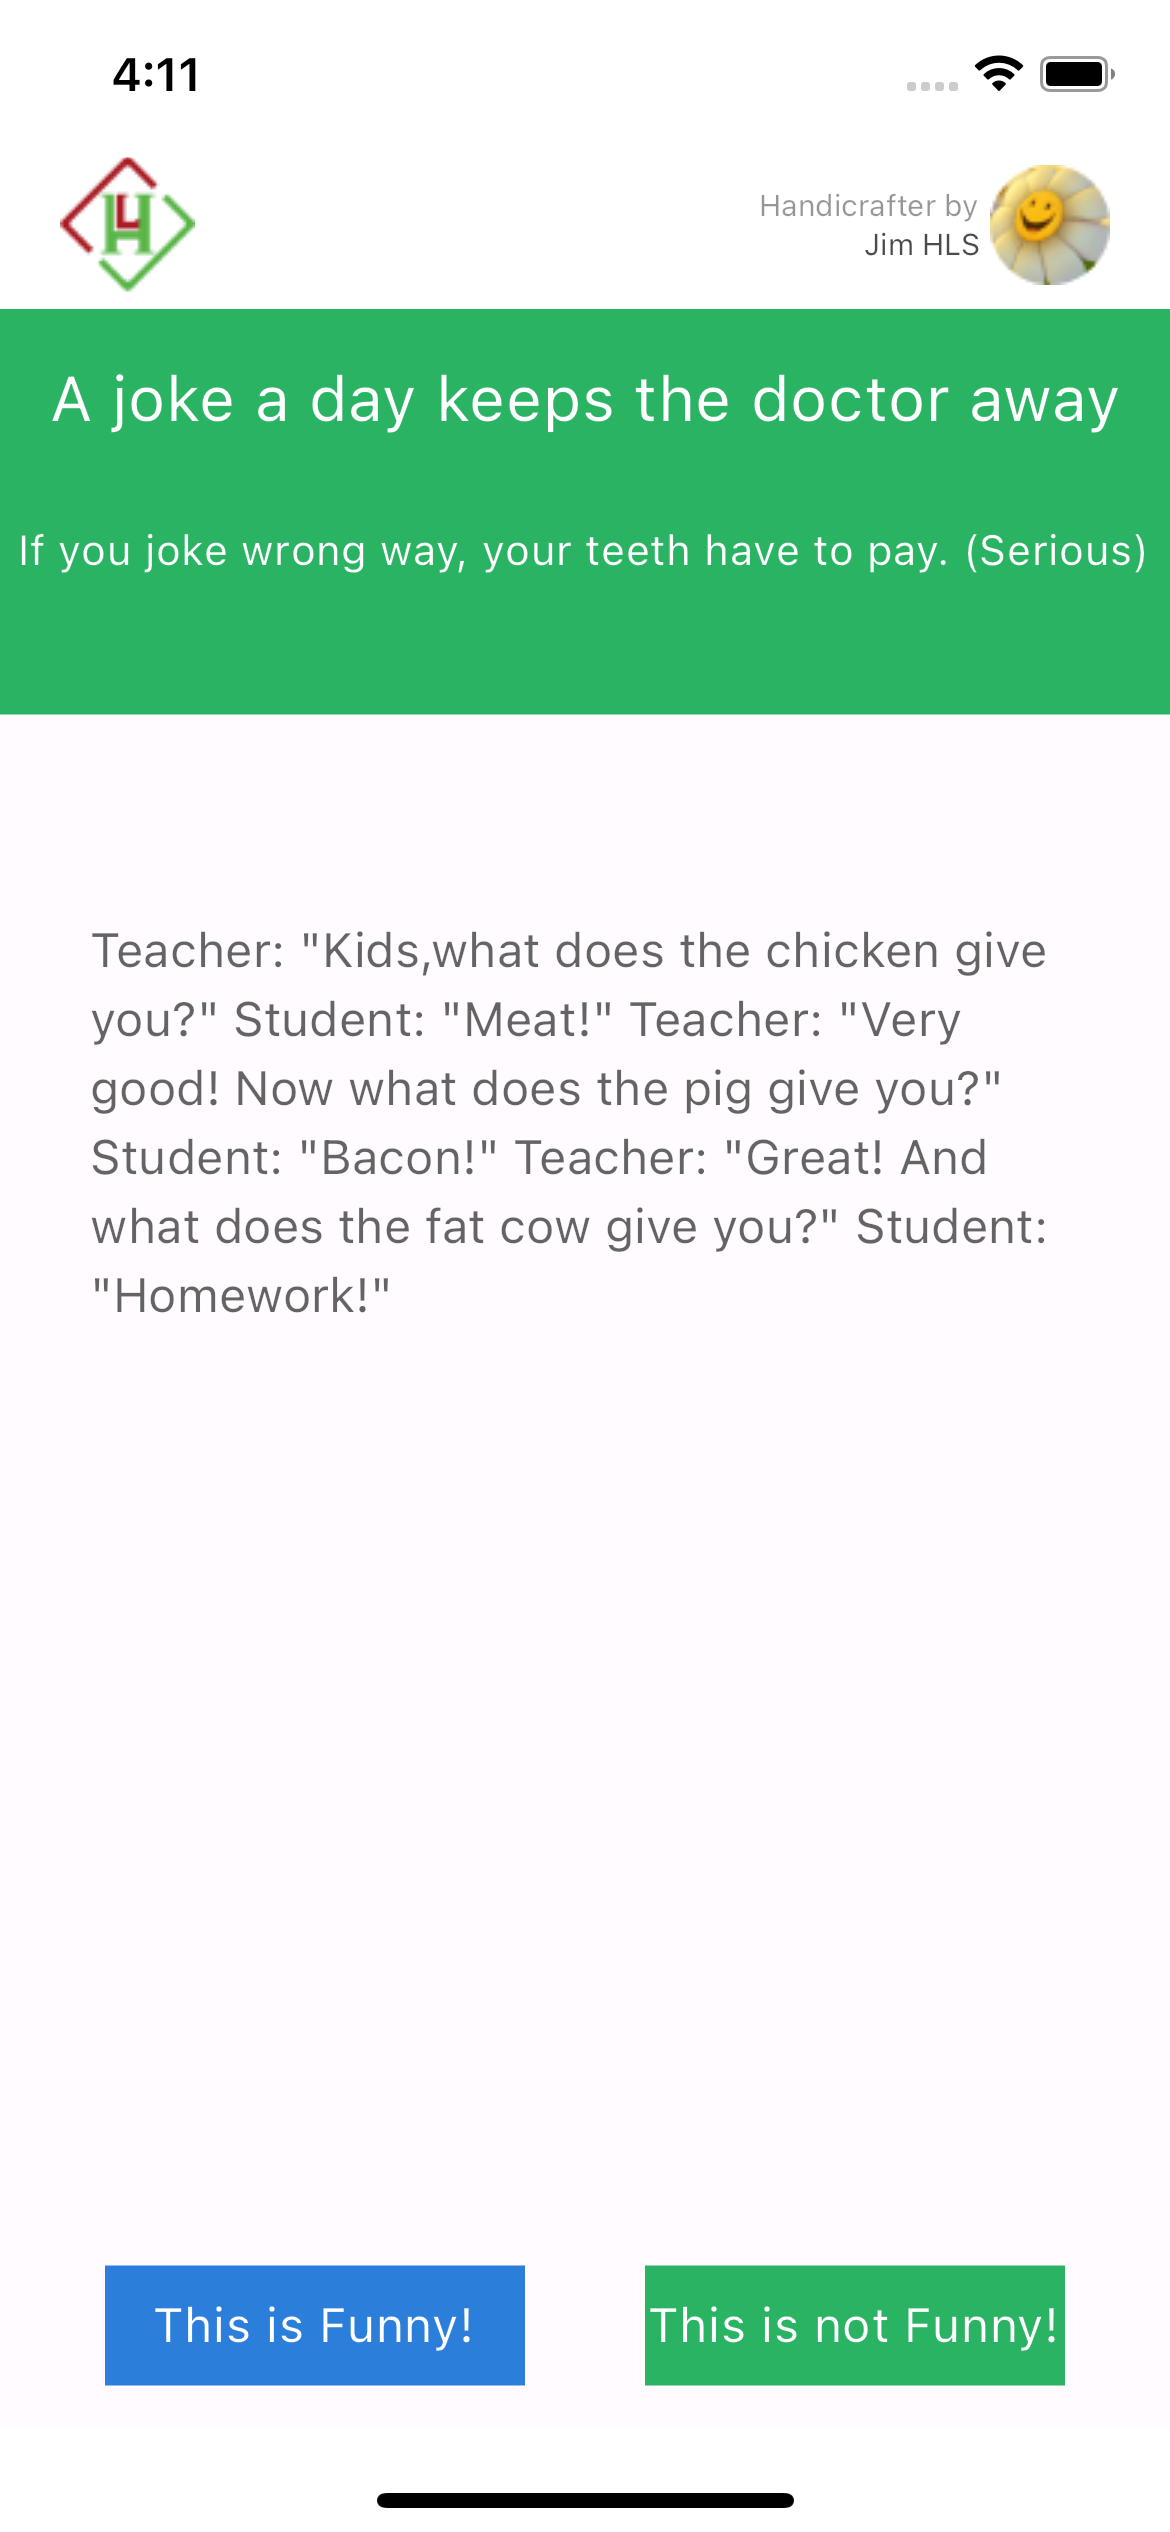 4:11
Handicrafter by
Jim HLS
A joke a day keeps the doctor away
If you joke wrong way, your teeth have to pay. (Serious)
Teacher: "Kids,what does the chicken give
you?" Student: "Meat!" Teacher: "Very
good! Now what does the pig give you?"
Student: "Bacon!" Teacher: "Great! And
what does the fat cow give you?" Student:
"Homework!"
This is Funny!
This is not Funny!